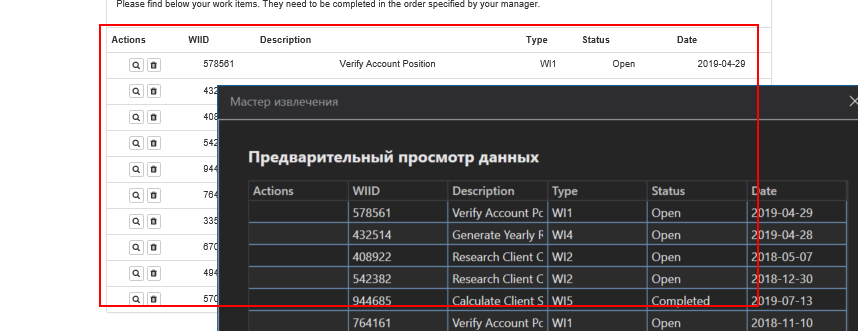 Please find below your work items. They need to be completed in the order specified by your manager.
Actions WIID Description Type Status Date
578561 Verify Account Position WI1 Open 2019-04-29
432
408
542
944
764
335
670
494
570
Мастер извлечения
Предварительный просмотр данных
Actions WIID Description Type Status Date
578561 Verify Account Po WI1 Open 2019-04-29
432514 Generate Yearly R WI4 Open 2019-04-28
408922 Research Client C WI2 Open 2018-05-07
542382 Research Client C WI2 Open 2018-12-30
944685 Calculate Client S WI5 Completed 2019-07-13
764161 Verify Account Po WI1 Open 2018-11-10